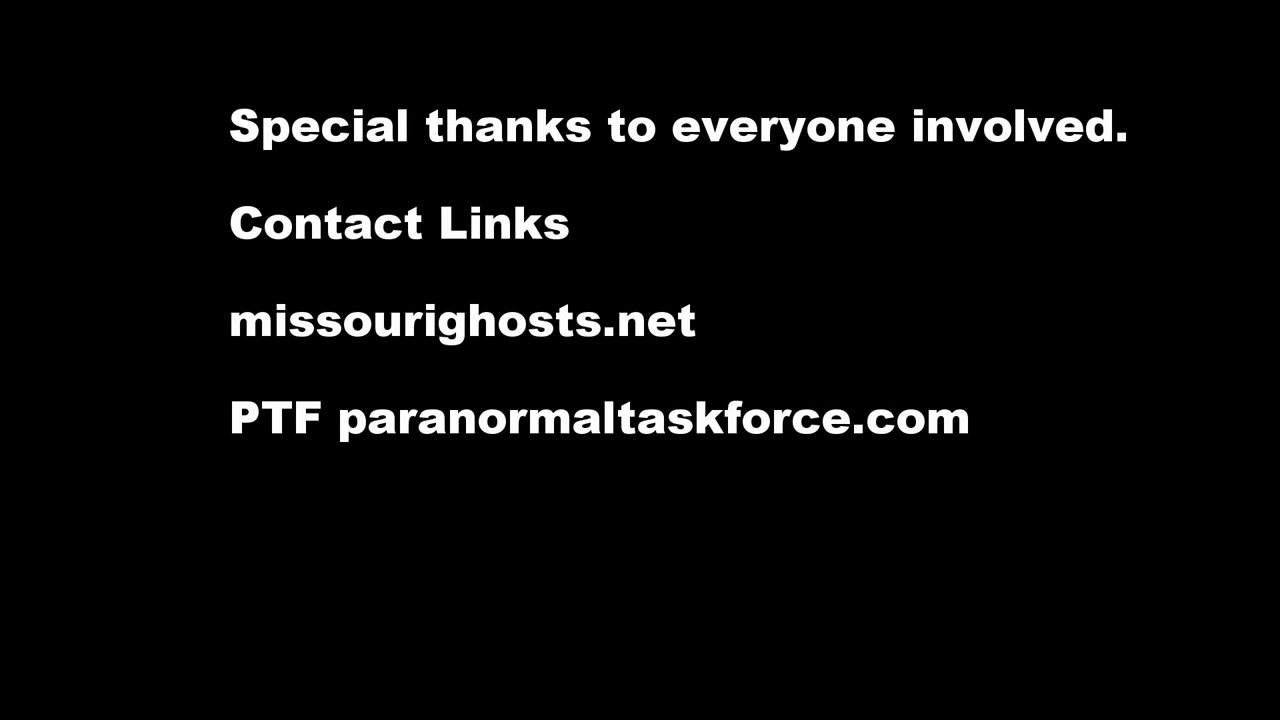 Special thanks to everyone involved.
Contact Links
missourighosts.net
PTF paranormaltaskforce.com